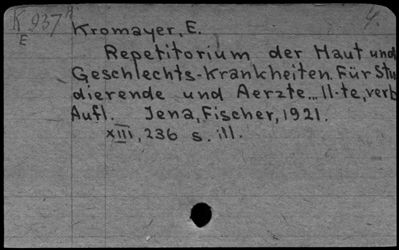 K 937
E
4.
Kromayer, E.
Repetitorium der Haut und
Geschlechts-Krankheiten. Für Stu
dierende und Aerzte... 11-te, verb
Aufl. Jena, Fischer, 1921.
XIII, 236 s. ill.